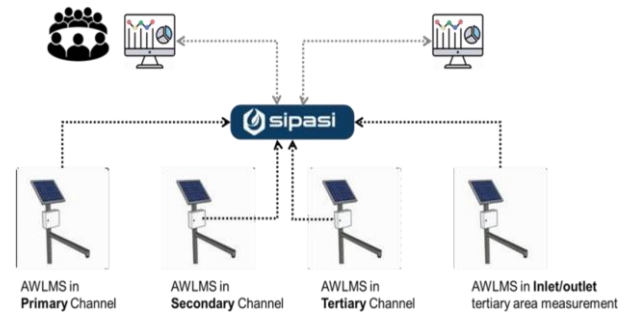 sipasi
AWLMS in
Primary Channel
AWLMS in
Secondary Channel
AWLMS in
Tertiary Channel
AWLMS in Inlet/outlet
tertiary area measurement